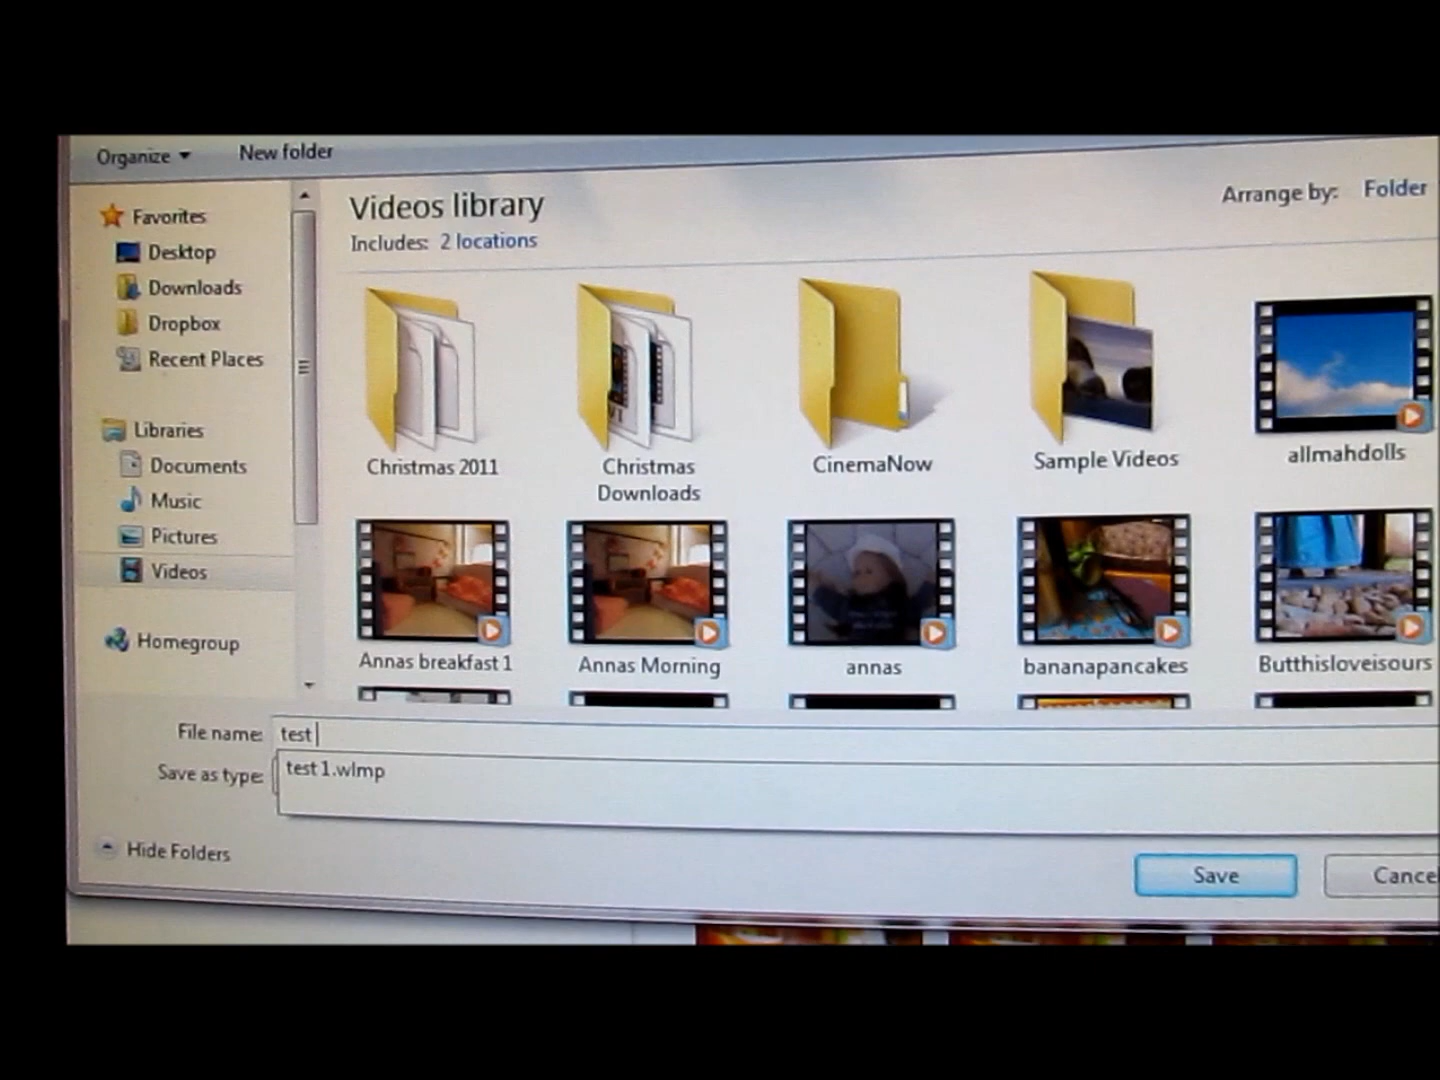 Organize
New folder
Favorites
Desktop
Downloads
Dropbox
Recent Places
Libraries
Documents
Music
Pictures
Videos
Homegroup
Videos library
Includes: 2 locations
Arrange by: Folder
Christmas 2011
Christmas
Downloads
CinemaNow
Sample Videos
allmahdolls
Annas breakfast 1
Annas Morning
annas
bananapancakes
Butthisloveisours
File name: test
Save as type:
test 1.wlmp
Hide Folders
Save
Cancel